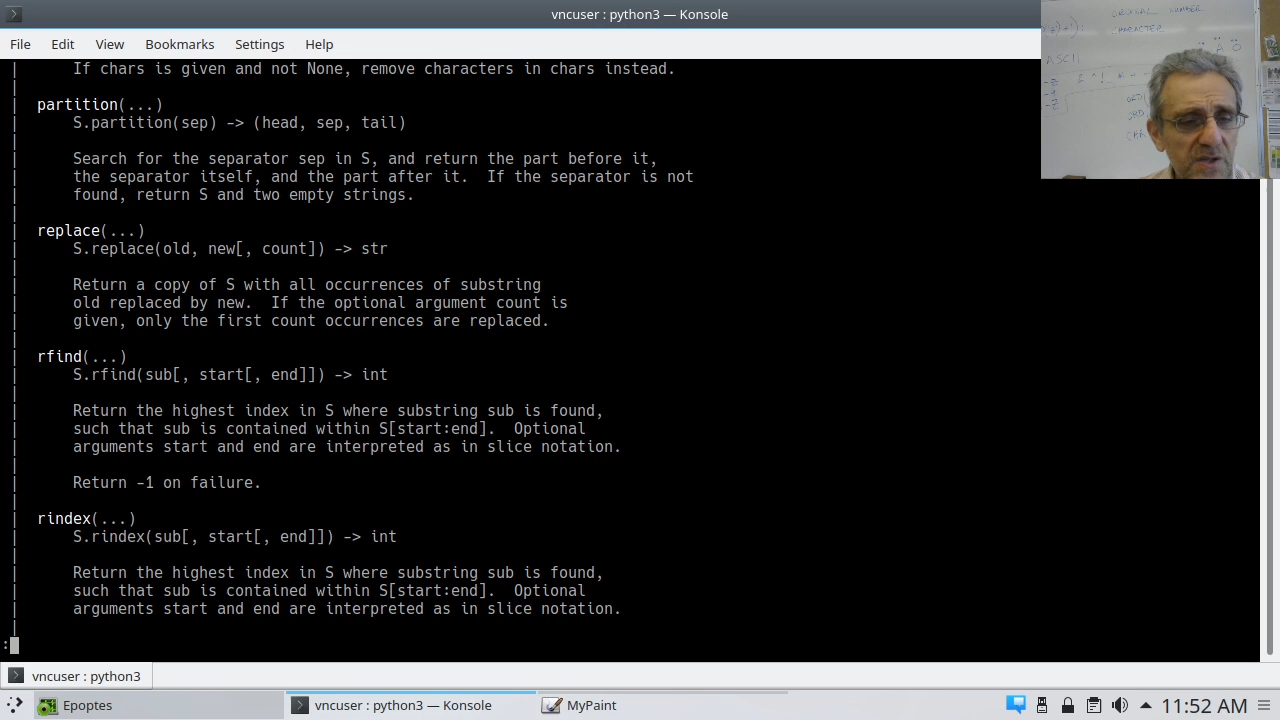 vncuser : python3 — Konsole
File Edit View Bookmarks Settings Help
| If chars is given and not None, remove characters in chars instead.
|
| partition(...)
| S.partition(sep) -> (head, sep, tail)
|
| Search for the separator sep in S, and return the part before it,
| the separator itself, and the part after it. If the separator is not
| found, return S and two empty strings.
|
| replace(...)
| S.replace(old, new[, count]) -> str
|
| Return a copy of S with all occurrences of substring
| old replaced by new. If the optional argument count is
| given, only the first count occurrences are replaced.
|
| rfind(...)
| S.rfind(sub[, start[, end]]) -> int
|
| Return the highest index in S where substring sub is found,
| such that sub is contained within S[start:end]. Optional
| arguments start and end are interpreted as in slice notation.
|
| Return -1 on failure.
|
| rindex(...)
| S.rindex(sub[, start[, end]]) -> int
|
| Return the highest index in S where substring sub is found,
| such that sub is contained within S[start:end]. Optional
| arguments start and end are interpreted as in slice notation.
|
:
NUMBER
CHARACTER
ASCII
vncuser : python3
Epoptes
vncuser : python3 — Konsole
MyPaint
11:52 AM